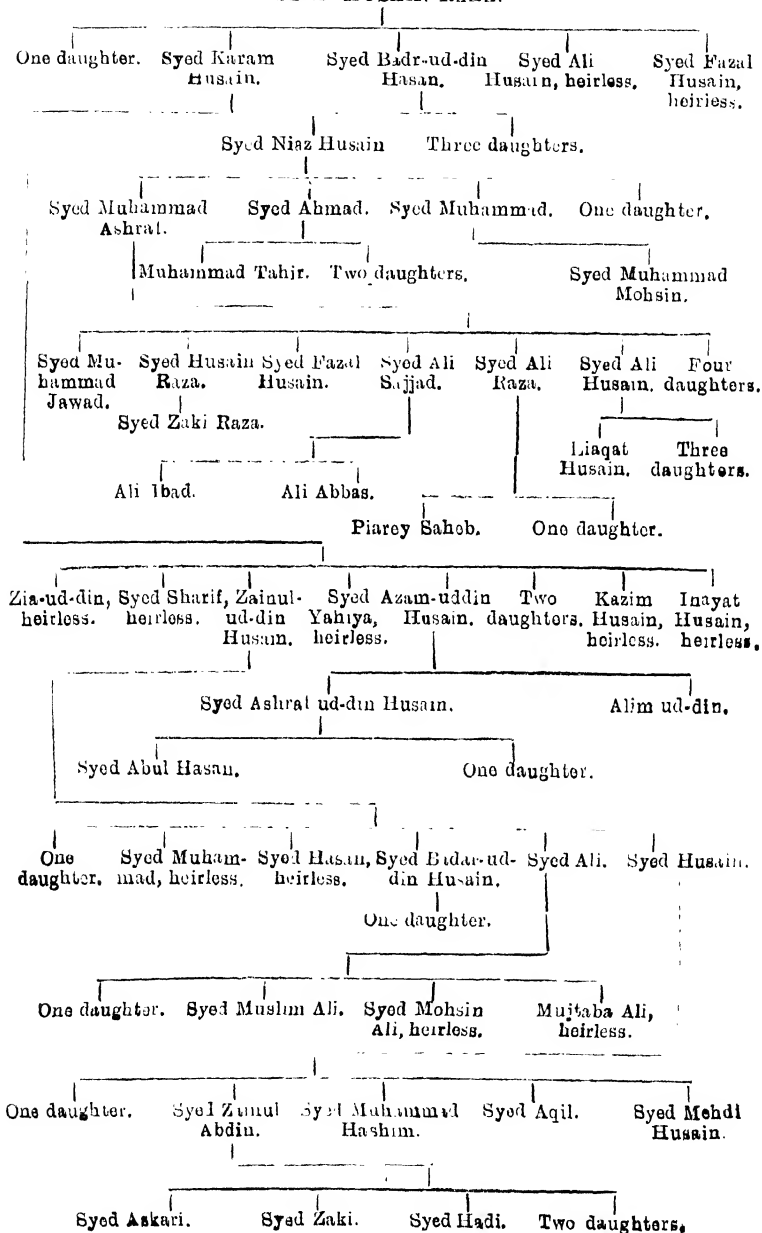 One daughter. Syed Karam Syed Badr-ud-din Syed Ali Syed Fazal
Husain. Hasan. Husain, heirless. Husain,
heirless.
Syed Niaz Husain Three daughters.
Syed Muhammad Syed Ahmad. Syed Muhammad. One daughter.
Ashraf.
Muhammad Tahir. Two daughters. Syed Muhammad
Mohsin.
Syed Mu- Syed Husain Syed Fazal Syed Ali Syed Ali Syed Ali Four
hammad Raza. Husain. Sajjad. Raza. Husain. daughters.
Jawad.
Syed Zaki Raza.
Liaqat Three
Husain. daughters.
Ali Ibad. Ali Abbas.
Piarey Saheb. One daughter.
Zia-ud-din, Syed Sharif, Zainul- Syed Azam-uddin Two Kazim Inayat
heirless. heirless. ud-din Yahiya, Husain. daughters. Husain, Husain,
Husain. heirless. heirless. heirless.
Syed Ashraf ud-din Husain. Alim ud-din.
Syed Abul Hasan. One daughter.
One Syed Muham- Syed Hasan, Syed Badar-ud- Syed Ali. Syed Husain.
daughter. mad, heirless. heirless. din Husain.
One daughter.
One daughter. Syed Muslim Ali. Syed Mohsin Mujtaba Ali,
Ali, heirless. heirless.
One daughter. Syed Zainul Syed Muhammad Syed Aqil. Syed Mehdi
Abdin. Hashim. Husain.
Syed Askari. Syed Zaki. Syed Hadi. Two daughters.